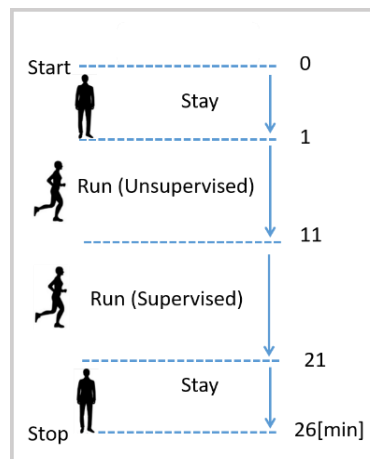 Start
0
Stay
1
Run (Unsupervised)
11
Run (Supervised)
21
Stay
Stop
26[min]